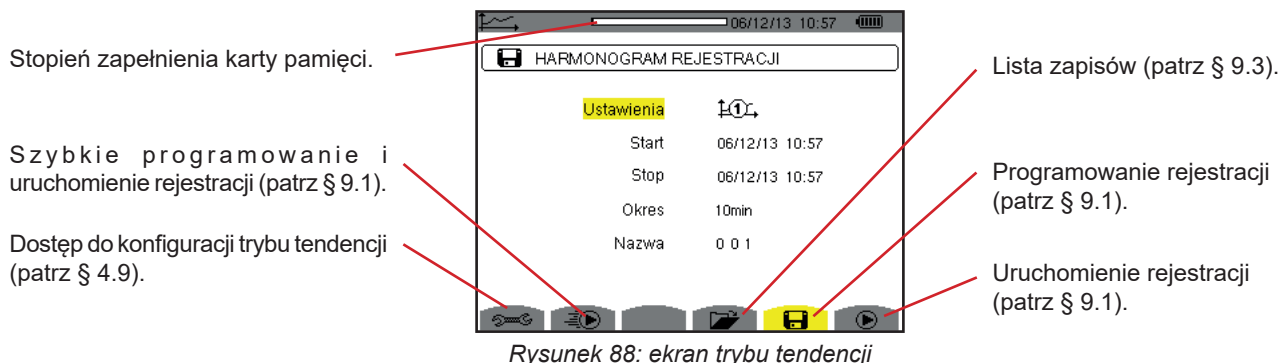 Stopień zapełnienia karty pamięci.
Szybkie programowanie i
uruchomienie rejestracji (patrz § 9.1).
Dostęp do konfiguracji trybu tendencji
(patrz § 4.9).
06/12/13 10:57
HARMONOGRAM REJESTRACJI
Ustawienia 1
Start 06/12/13 10:57
Stop 06/12/13 10:57
Okres 10min
Nazwa 0 0 1
Lista zapisów (patrz § 9.3).
Programowanie rejestracji
(patrz § 9.1).
Uruchomienie rejestracji
(patrz § 9.1).
Rysunek 88: ekran trybu tendencji